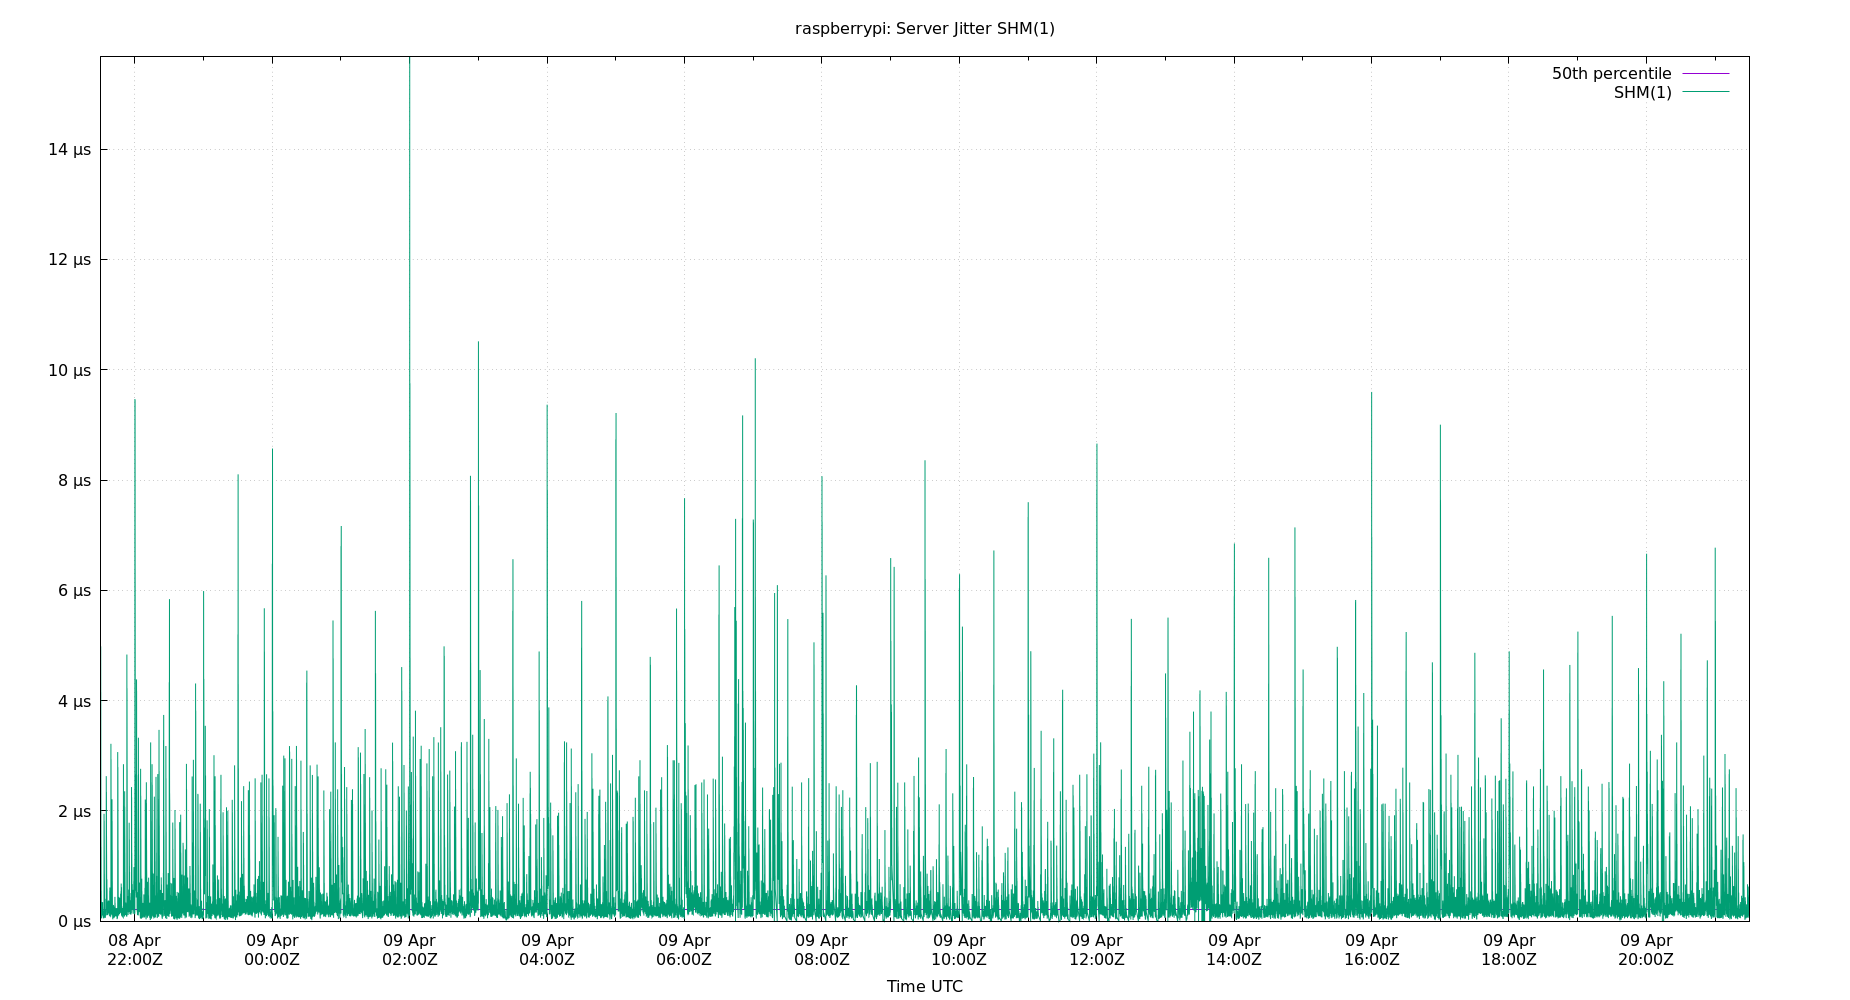 raspberrypi: Server Jitter SHM(1)
50th percentile
SHM(1)
14 µs
12 µs
10 µs
8 µs
6 µs
4 µs
2 µs
0 µs
08 Apr 09 Apr 09 Apr 09 Apr 09 Apr 09 Apr 09 Apr 09 Apr 09 Apr 09 Apr 09 Apr 09 Apr
22:00Z 00:00Z 02:00Z 04:00Z 06:00Z 08:00Z 10:00Z 12:00Z 14:00Z 16:00Z 18:00Z 20:00Z
Time UTC